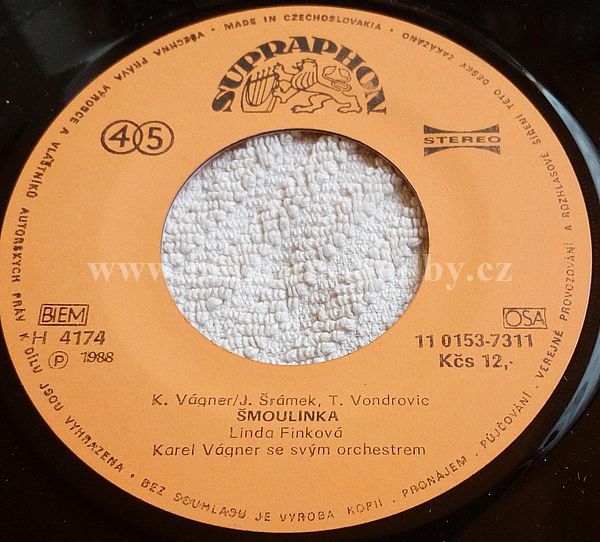 BEZ SOUHLASU JE VÝROBA KOPIÍ - PRONÁJEM - PŮJČOVÁNÍ - VEŘEJNÉ PROVOZOVÁNÍ A ROZHLASOVÉ ŠÍŘENÍ TÉTO DESKY ZAKÁZÁNO • MADE IN CZECHOSLOVAKIA • VŠECHNA PRÁVA VÝROBCE A VLASTNÍKŮ AUTORSKÝCH PRÁV K DÍLU JSOU VYHRAZENA •
SUPRAPHON
45
STEREO
.cz
BIEM
OSA
H 4174
11 0153-7311
Ⓟ 1988
Kčs 12,-
K. Vágner/J. Šrámek, T. Vondrovic
ŠMOULINKA
Linda Finková
Karel Vágner se svým orchestrem